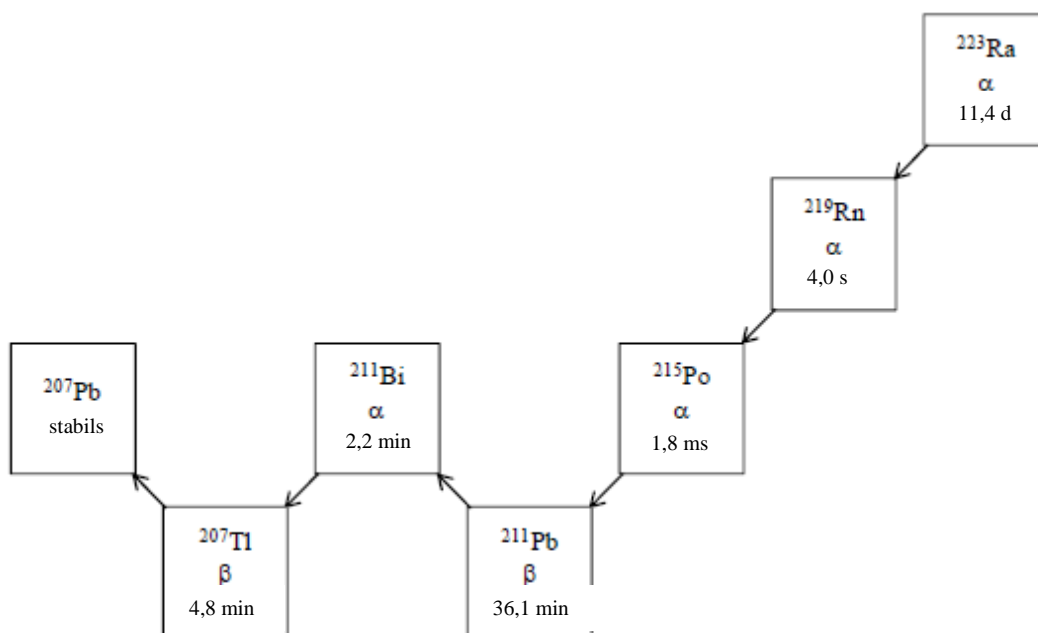 ²²³Ra
α
11,4 d
²¹⁹Rn
α
4,0 s
²⁰⁷Pb
stabils
²¹¹Bi
α
2,2 min
²¹⁵Po
α
1,8 ms
²⁰⁷Tl
β
4,8 min
²¹¹Pb
β
36,1 min